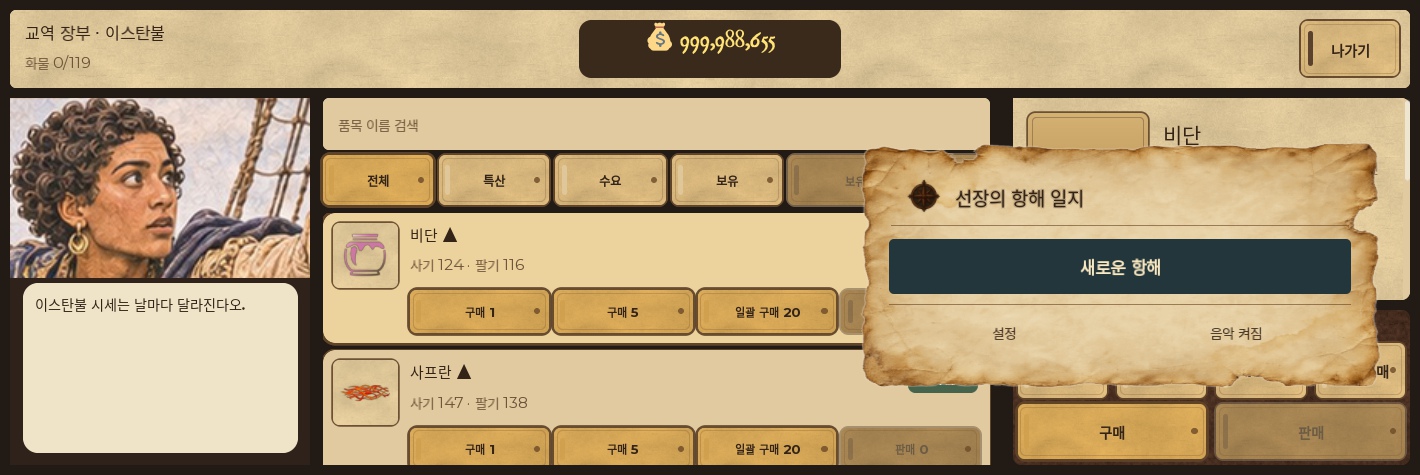 교역 장부 · 이스탄불
화물 0/119
999,988,655
나가기
이스탄불 시세는 날마다 달라진다오.
품목 이름 검색
전체
특산
수요
보유
비단 ▲
사기 124 · 팔기 116
구매 1
구매 5
일괄 구매 20
사프란 ▲
사기 147 · 팔기 138
구매 1
구매 5
일괄 구매 20
판매 0
비단
선장의 항해 일지
새로운 항해
설정
음악 켜짐
구매
판매